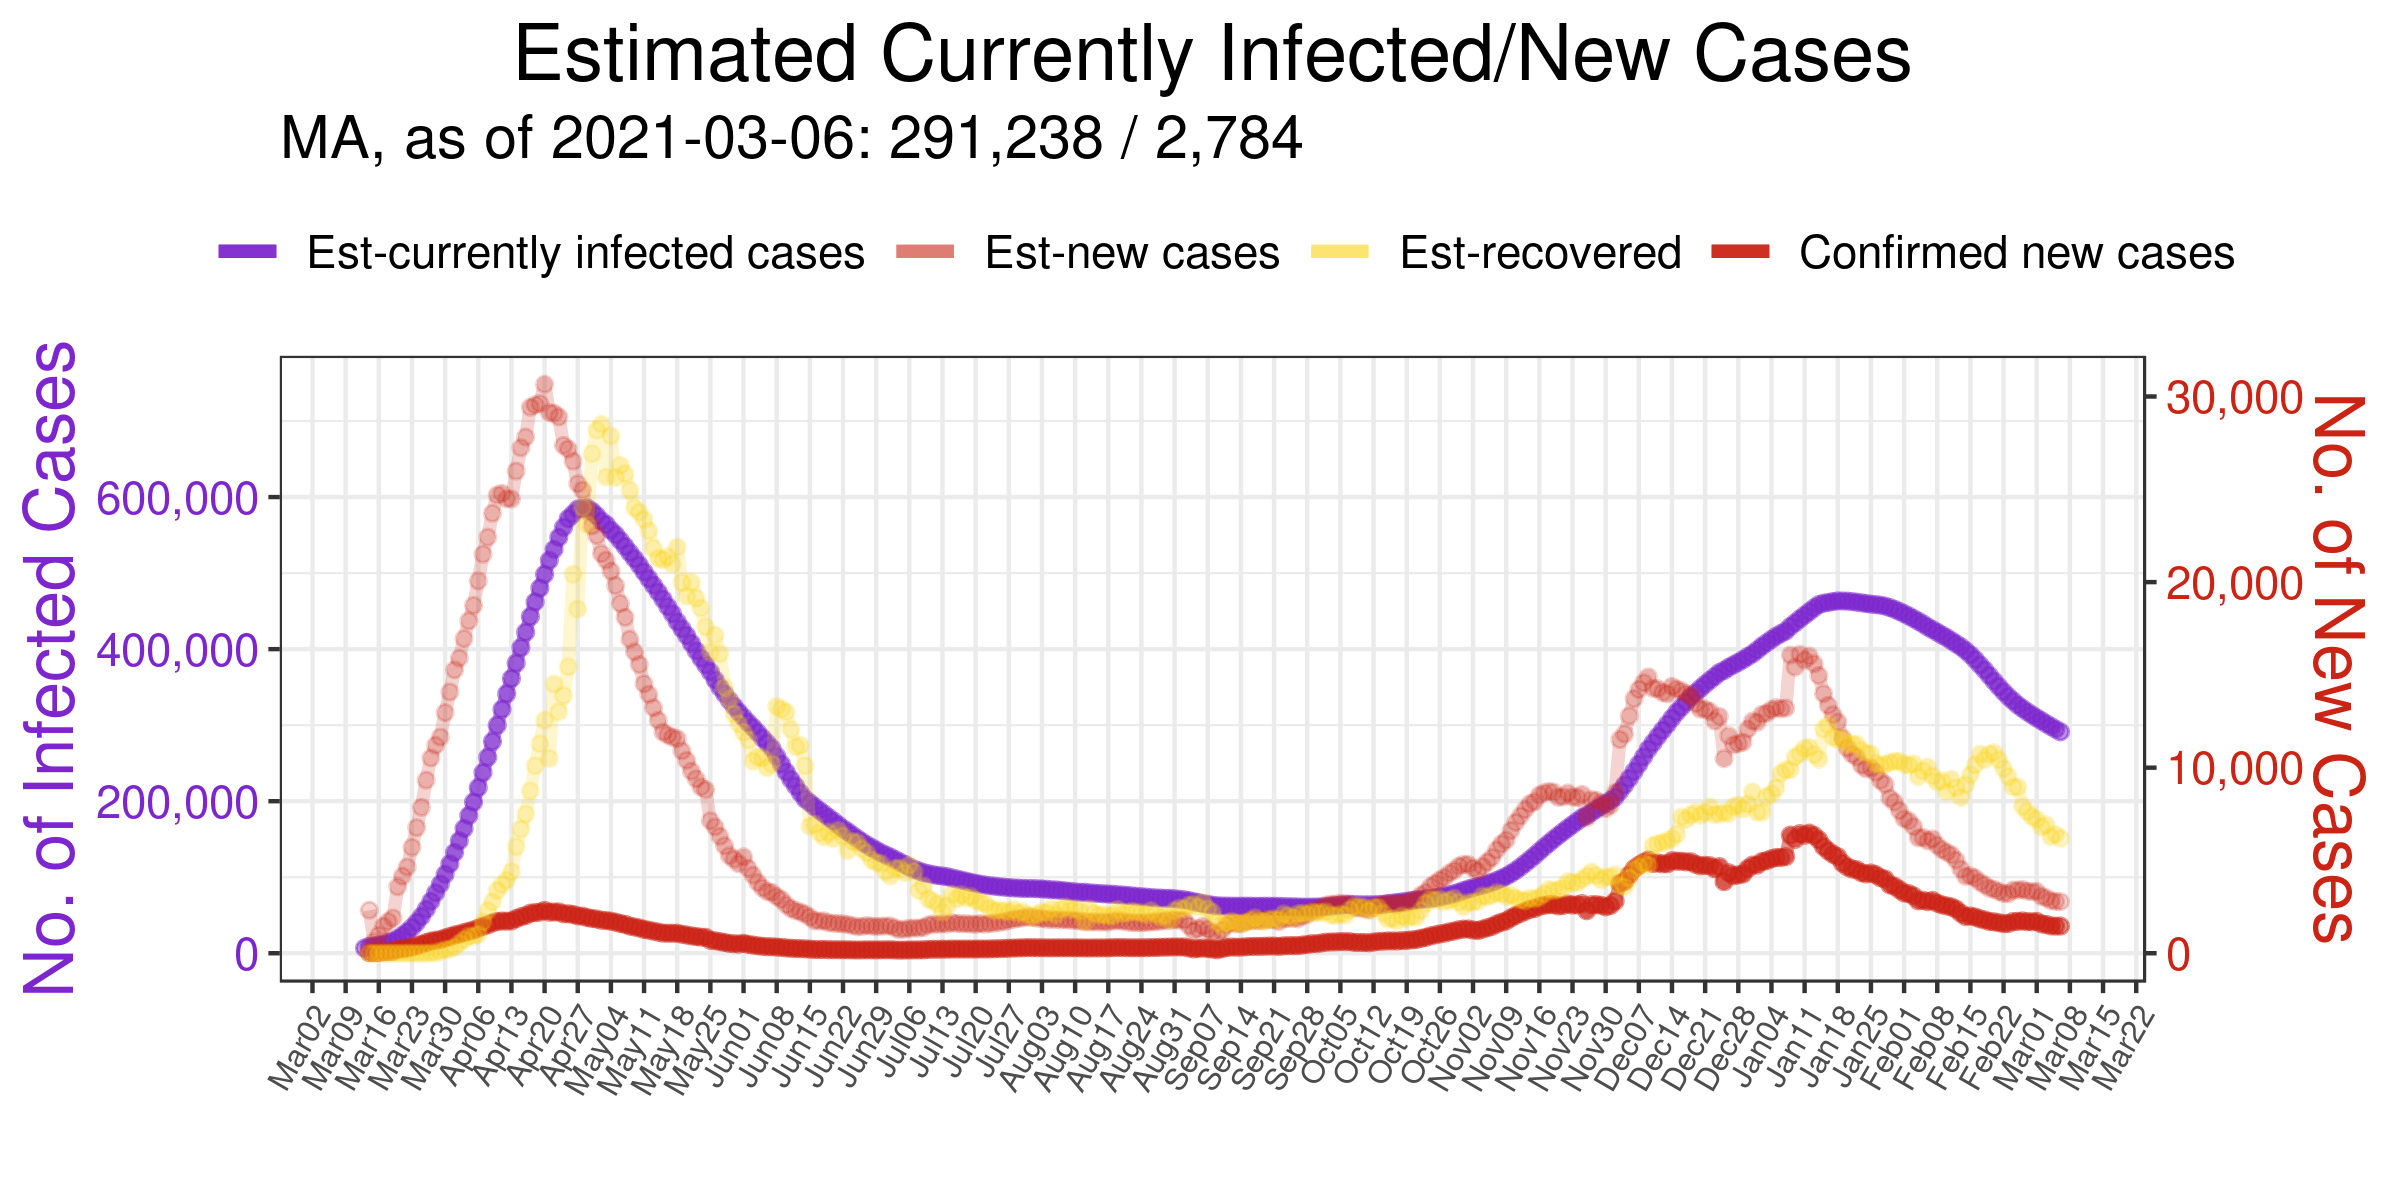 Estimated Currently Infected/New Cases
MA, as of 2021-03-06: 291,238 / 2,784
Est-currently infected cases Est-new cases Est-recovered Confirmed new cases
No. of Infected Cases
600,000
400,000
200,000
0
30,000
20,000
10,000
0
No. of New Cases
Mar02 Mar09 Mar16 Mar23 Mar30 Apr06 Apr13 Apr20 Apr27 May04 May11 May18 May25 Jun01 Jun08 Jun15 Jun22 Jun29 Jul06 Jul13 Jul20 Jul27 Aug03 Aug10 Aug17 Aug24 Aug31 Sep07 Sep14 Sep21 Sep28 Oct05 Oct12 Oct19 Oct26 Nov02 Nov09 Nov16 Nov23 Nov30 Dec07 Dec14 Dec21 Dec28 Jan04 Jan11 Jan18 Jan25 Feb01 Feb08 Feb15 Feb22 Mar01 Mar08 Mar15 Mar22